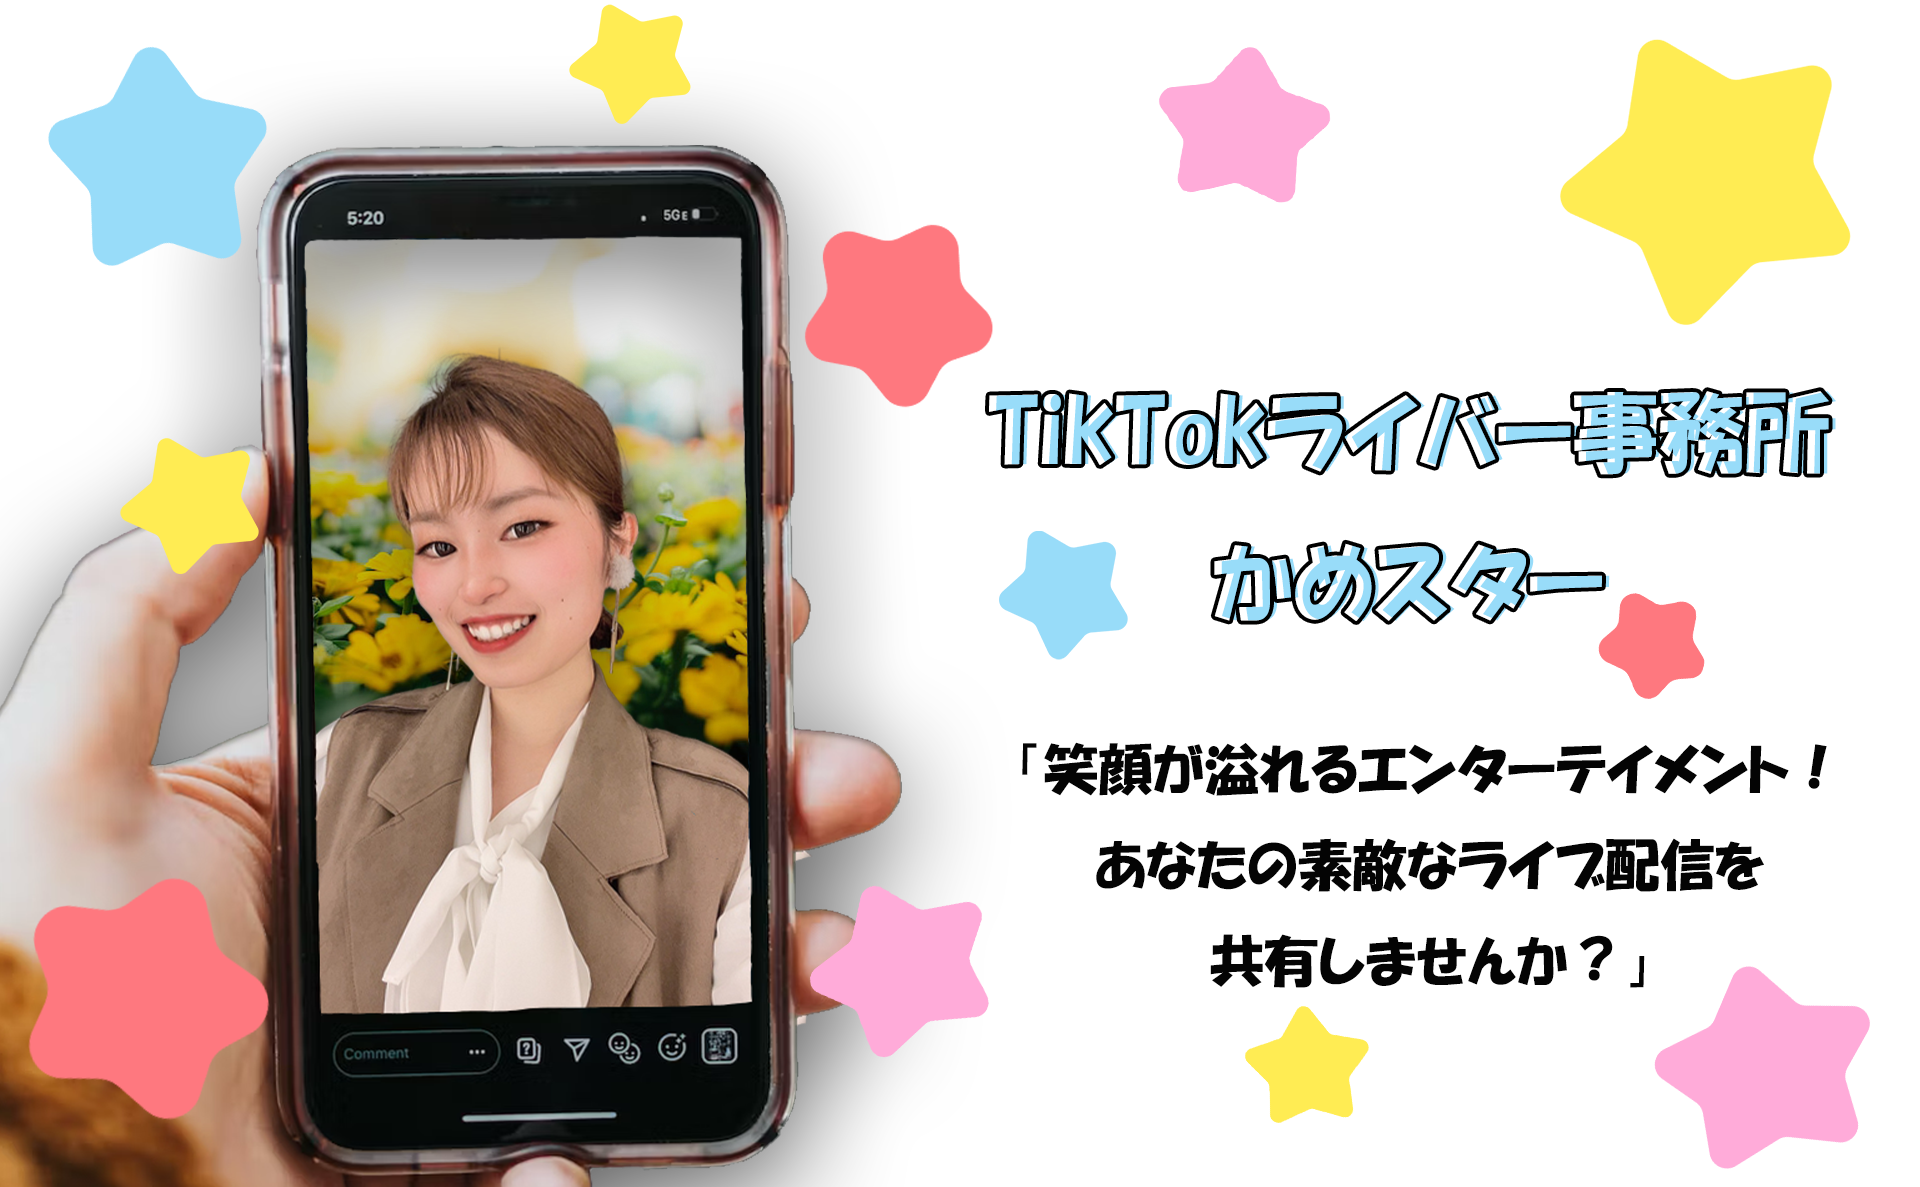 5:20
5GE
TikTokライバー事務所
かめスター
「笑顔が溢れるエンターテイメント！
あなたの素敵なライブ配信を
共有しませんか？」
Comment